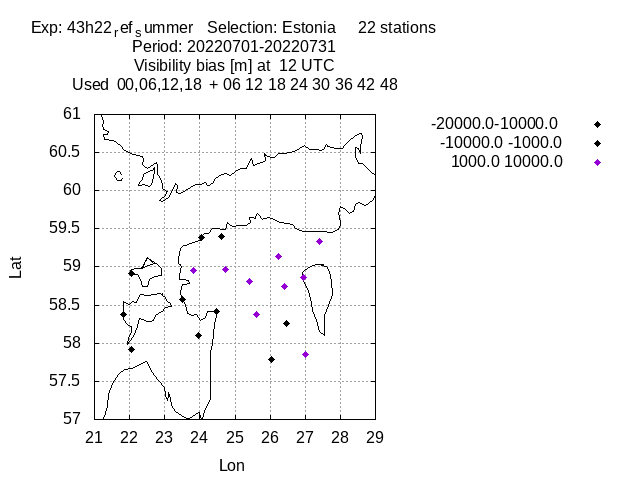 Exp: 43h22ref_summer Selection: Estonia 22 stations
Period: 20220701-20220731
Visibility bias [m] at 12 UTC
Used 00,06,12,18 + 06 12 18 24 30 36 42 48
-20000.0-10000.0
-10000.0 -1000.0
1000.0 10000.0
61
60.5
60
59.5
59
58.5
58
57.5
57
Lat
21 22 23 24 25 26 27 28 29
Lon